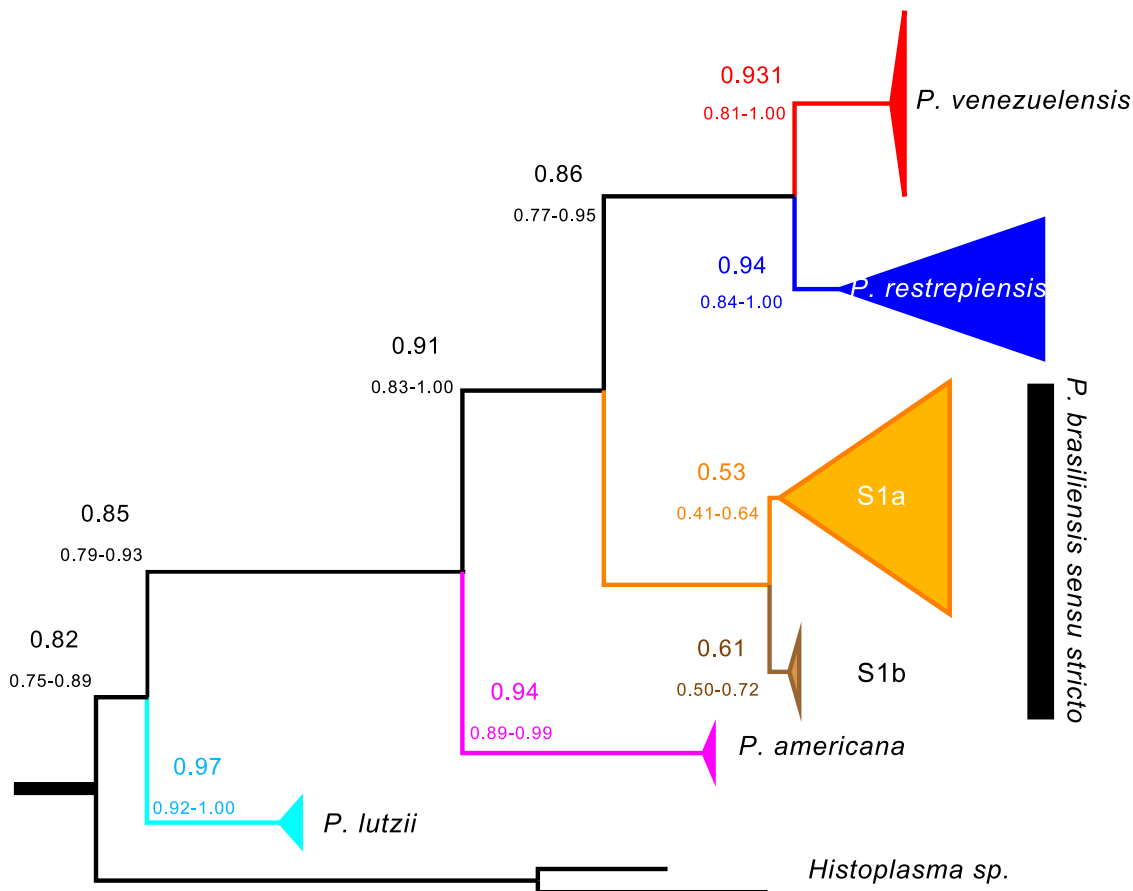 0.931
0.81-1.00
P. venezuelensis
0.86
0.77-0.95
0.94
0.84-1.00
P. restrepiensis
0.91
0.83-1.00
0.53
0.41-0.64
S1a
P. brasiliensis sensu stricto
0.85
0.79-0.93
0.82
0.75-0.89
0.61
0.50-0.72
S1b
0.94
0.89-0.99
P. americana
0.97
0.92-1.00
P. lutzii
Histoplasma sp.